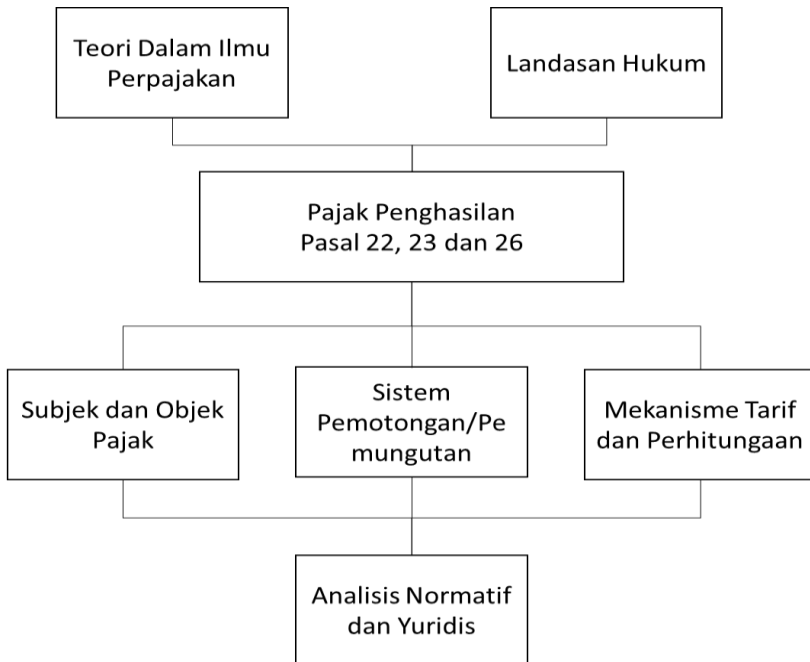 Teori Dalam Ilmu
Perpajakan
Landasan Hukum
Pajak Penghasilan
Pasal 22, 23 dan 26
Subjek dan Objek
Pajak
Sistem
Pemotongan/Pe
mungutan
Mekanisme Tarif
dan Perhitungaan
Analisis Normatif
dan Yuridis